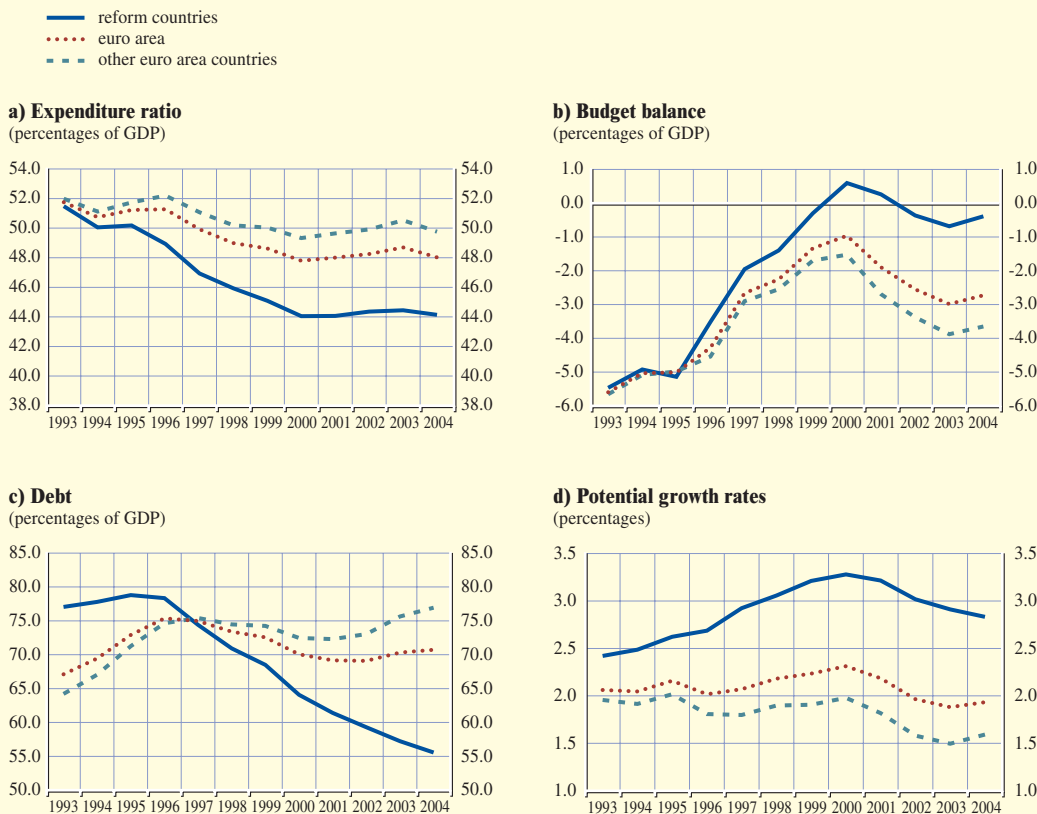 reform countries
euro area
other euro area countries
a) Expenditure ratio
(percentages of GDP)
54.0 54.0
52.0 52.0
50.0 50.0
48.0 48.0
46.0 46.0
44.0 44.0
42.0 42.0
40.0 40.0
38.0 38.0
1993 1994 1995 1996 1997 1998 1999 2000 2001 2002 2003 2004
b) Budget balance
(percentages of GDP)
1.0 1.0
0.0 0.0
-1.0 -1.0
-2.0 -2.0
-3.0 -3.0
-4.0 -4.0
-5.0 -5.0
-6.0 -6.0
1993 1994 1995 1996 1997 1998 1999 2000 2001 2002 2003 2004
c) Debt
(percentages of GDP)
85.0 85.0
80.0 80.0
75.0 75.0
70.0 70.0
65.0 65.0
60.0 60.0
55.0 55.0
50.0 50.0
1993 1994 1995 1996 1997 1998 1999 2000 2001 2002 2003 2004
d) Potential growth rates
(percentages)
3.5 3.5
3.0 3.0
2.5 2.5
2.0 2.0
1.5 1.5
1.0 1.0
1993 1994 1995 1996 1997 1998 1999 2000 2001 2002 2003 2004